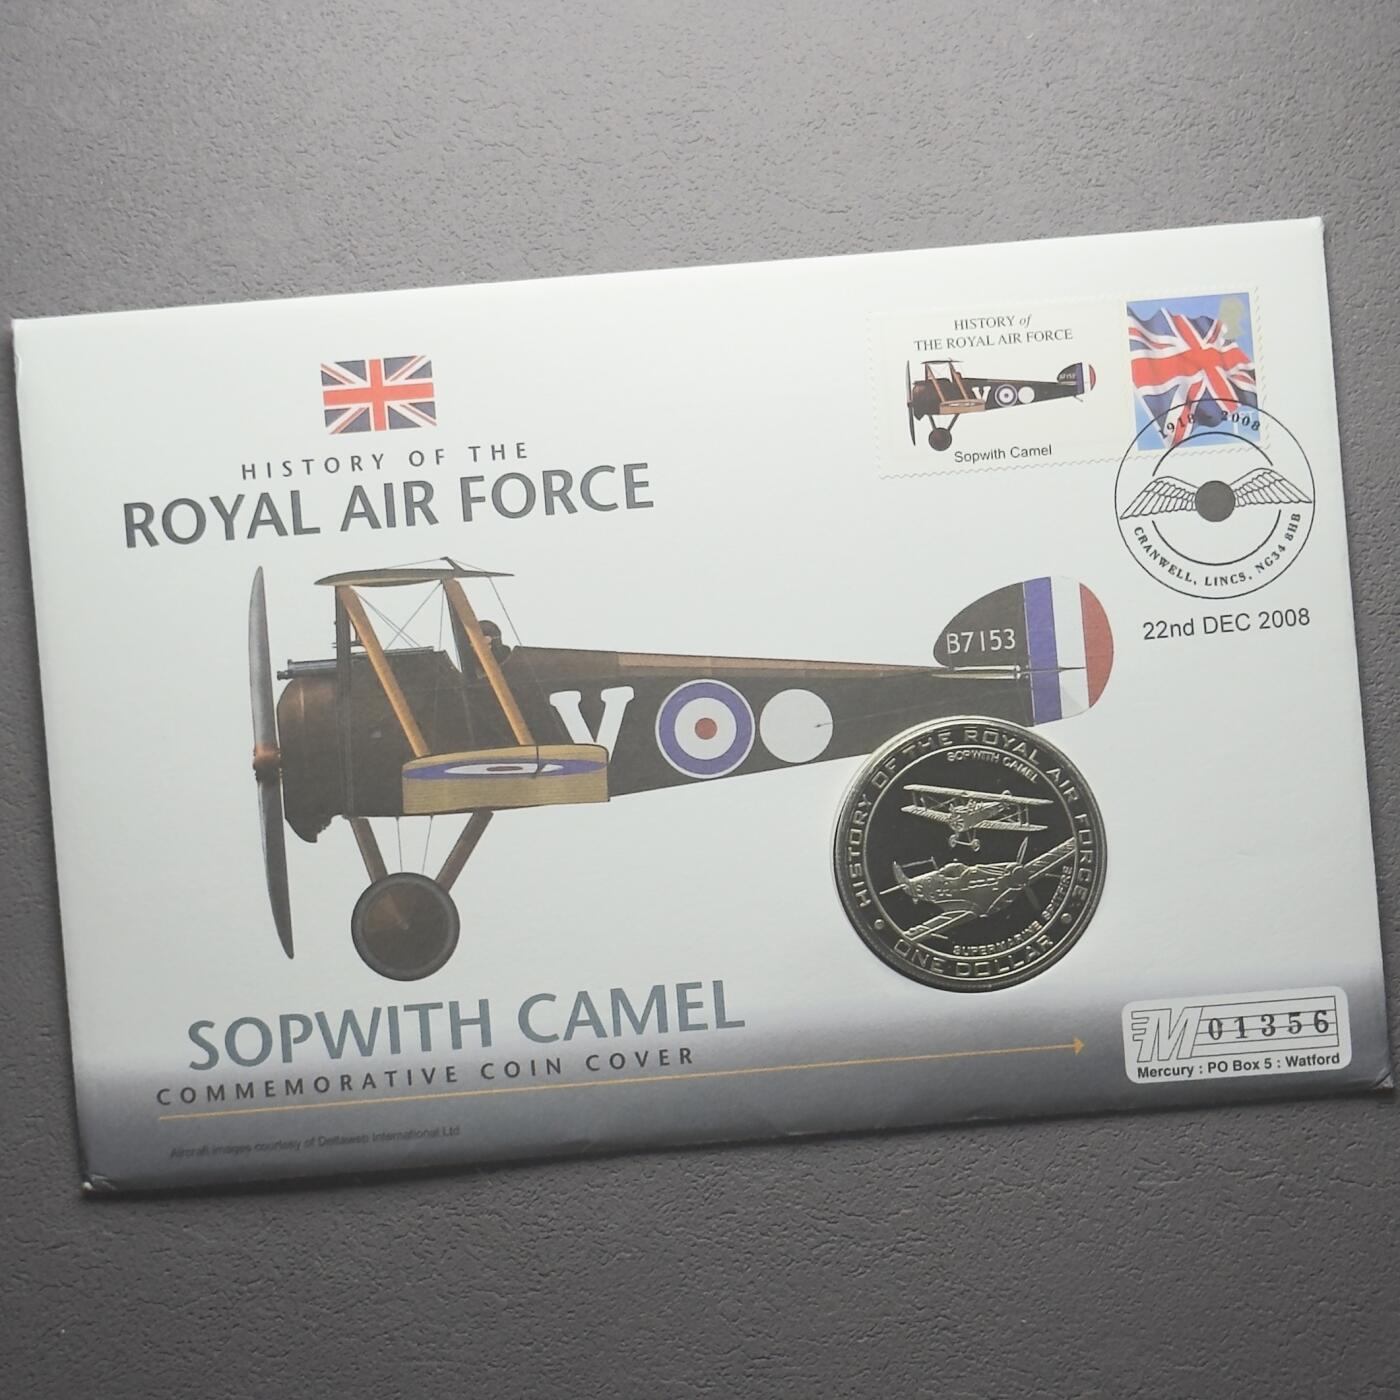 HISTORY of
THE ROYAL AIR FORCE
B7153
Sopwith Camel
1918 - 2008
CRANWELL, LINCS, NG34 8HB
22nd DEC 2008
HISTORY OF THE
ROYAL AIR FORCE
B7153
V
HISTORY OF THE ROYAL AIR FORCE
SOPWITH CAMEL
SUPERMARINE SPITFIRE
ONE DOLLAR
SOPWITH CAMEL
COMMEMORATIVE COIN COVER
M 01356
Mercury : PO Box 5 : Watford
Aircraft images courtesy of Deltaweb International Ltd